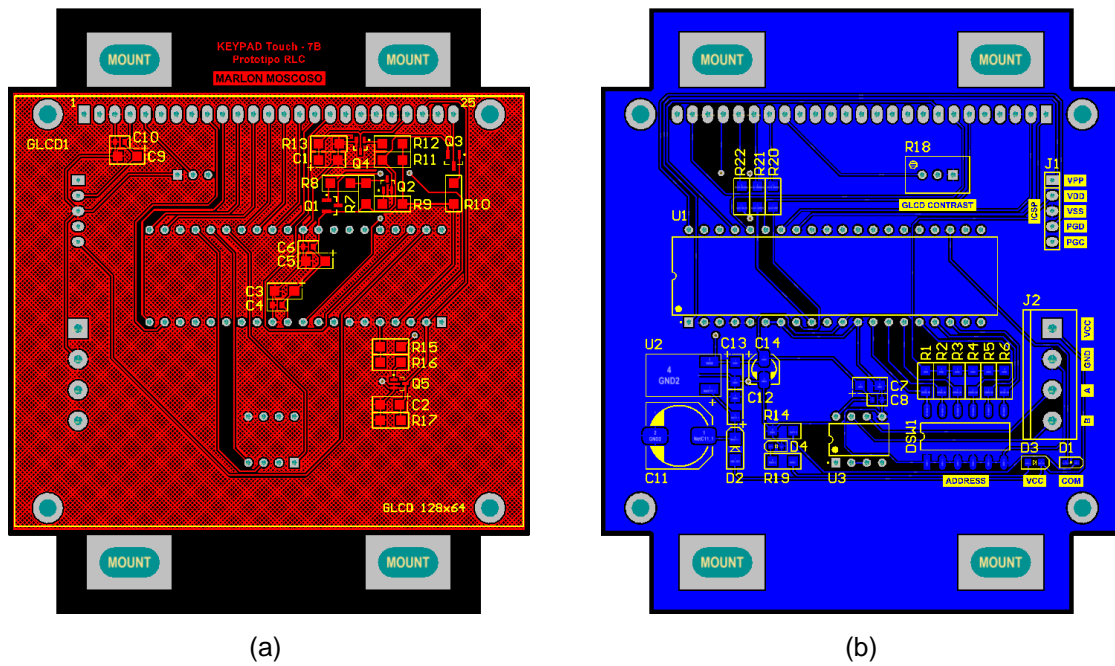 MOUNT MOUNT
KEYPAD Touch - 7B
Prototipo RLC
MARLON MOSCOSO
1 25
GLCD1
C10
C9
R13 R12 Q3
C1 Q4 R11
R8 Q2
Q1 R7 R9 R10
C6
C5
C3
C4
R15
R16
Q5
C2
R17
GLCD 128x64
MOUNT MOUNT
(a)
MOUNT MOUNT
R22 R21 R20
R18
J1
VPP
VDD
VSS
PGD
PGC
ICSP
GLCD CONTRAST
U1
J2
VCC
GND
A
B
U2 C13 C14
4
GND2
C12
R1 R2 R3 R4 R5 R6
C7
C8
R14
D4
DSW1
C11 D2 R19 U3
D3 D1
ADDRESS VCC COM
MOUNT MOUNT
(b)